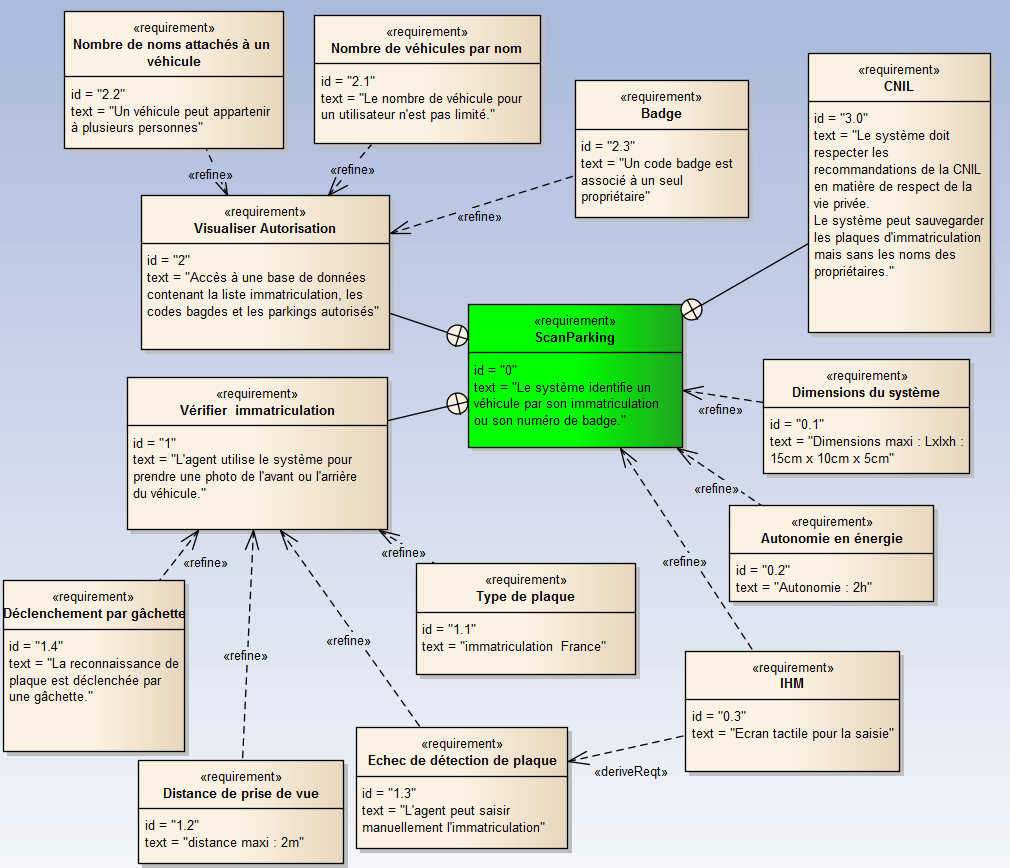 «requirement»
Nombre de noms attachés à un
véhicule
id = "2.2"
text = "Un véhicule peut appartenir
à plusieurs personnes"
«requirement»
Nombre de véhicules par nom
id = "2.1"
text = "Le nombre de véhicule pour
un utilisateur n'est pas limité."
«requirement»
Badge
id = "2.3"
text = "Un code badge est
associé à un seul
propriétaire"
«requirement»
CNIL
id = "3.0"
text = "Le système doit
respecter les
recommandations de la CNIL
en matière de respect de la
vie privée.
Le système peut sauvegarder
les plaques d'immatriculation
mais sans les noms des
propriétaires."
«refine»
«refine»
«refine»
«requirement»
Visualiser Autorisation
id = "2"
text = "Accès à une base de données
contenant la liste immatriculation, les
codes bagdes et les parkings autorisés"
«requirement»
ScanParking
id = "0"
text = "Le système identifie un
véhicule par son immatriculation
ou son numéro de badge."
«requirement»
Vérifier immatriculation
id = "1"
text = "L'agent utilise le système pour
prendre une photo de l'avant ou l'arrière
du véhicule."
«requirement»
Dimensions du système
id = "0.1"
text = "Dimensions maxi : Lxlxh :
15cm x 10cm x 5cm"
«refine»
«refine»
«requirement»
Autonomie en énergie
id = "0.2"
text = "Autonomie : 2h"
«refine»
«refine»
«refine»
«requirement»
Déclenchement par gâchette
id = "1.4"
text = "La reconnaissance de
plaque est déclenchée par
une gâchette."
«requirement»
Type de plaque
id = "1.1"
text = "immatriculation France"
«refine»
«refine»
«requirement»
IHM
id = "0.3"
text = "Ecran tactile pour la saisie"
«requirement»
Echec de détection de plaque
id = "1.3"
text = "L'agent peut saisir
manuellement l'immatriculation"
«deriveReqt»
«requirement»
Distance de prise de vue
id = "1.2"
text = "distance maxi : 2m"